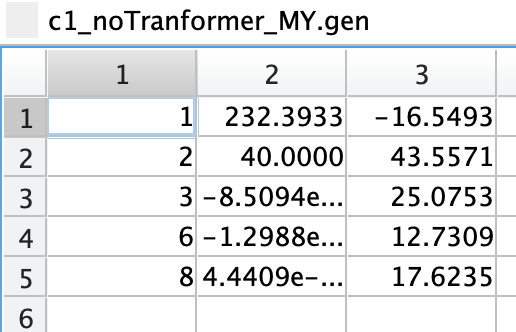 c1_noTranformer_MY.gen
1 2 3
1 1 232.3933 -16.5493
2 2 40.0000 43.5571
3 3 -8.5094e... 25.0753
4 6 -1.2988e... 12.7309
5 8 4.4409e-... 17.6235
6